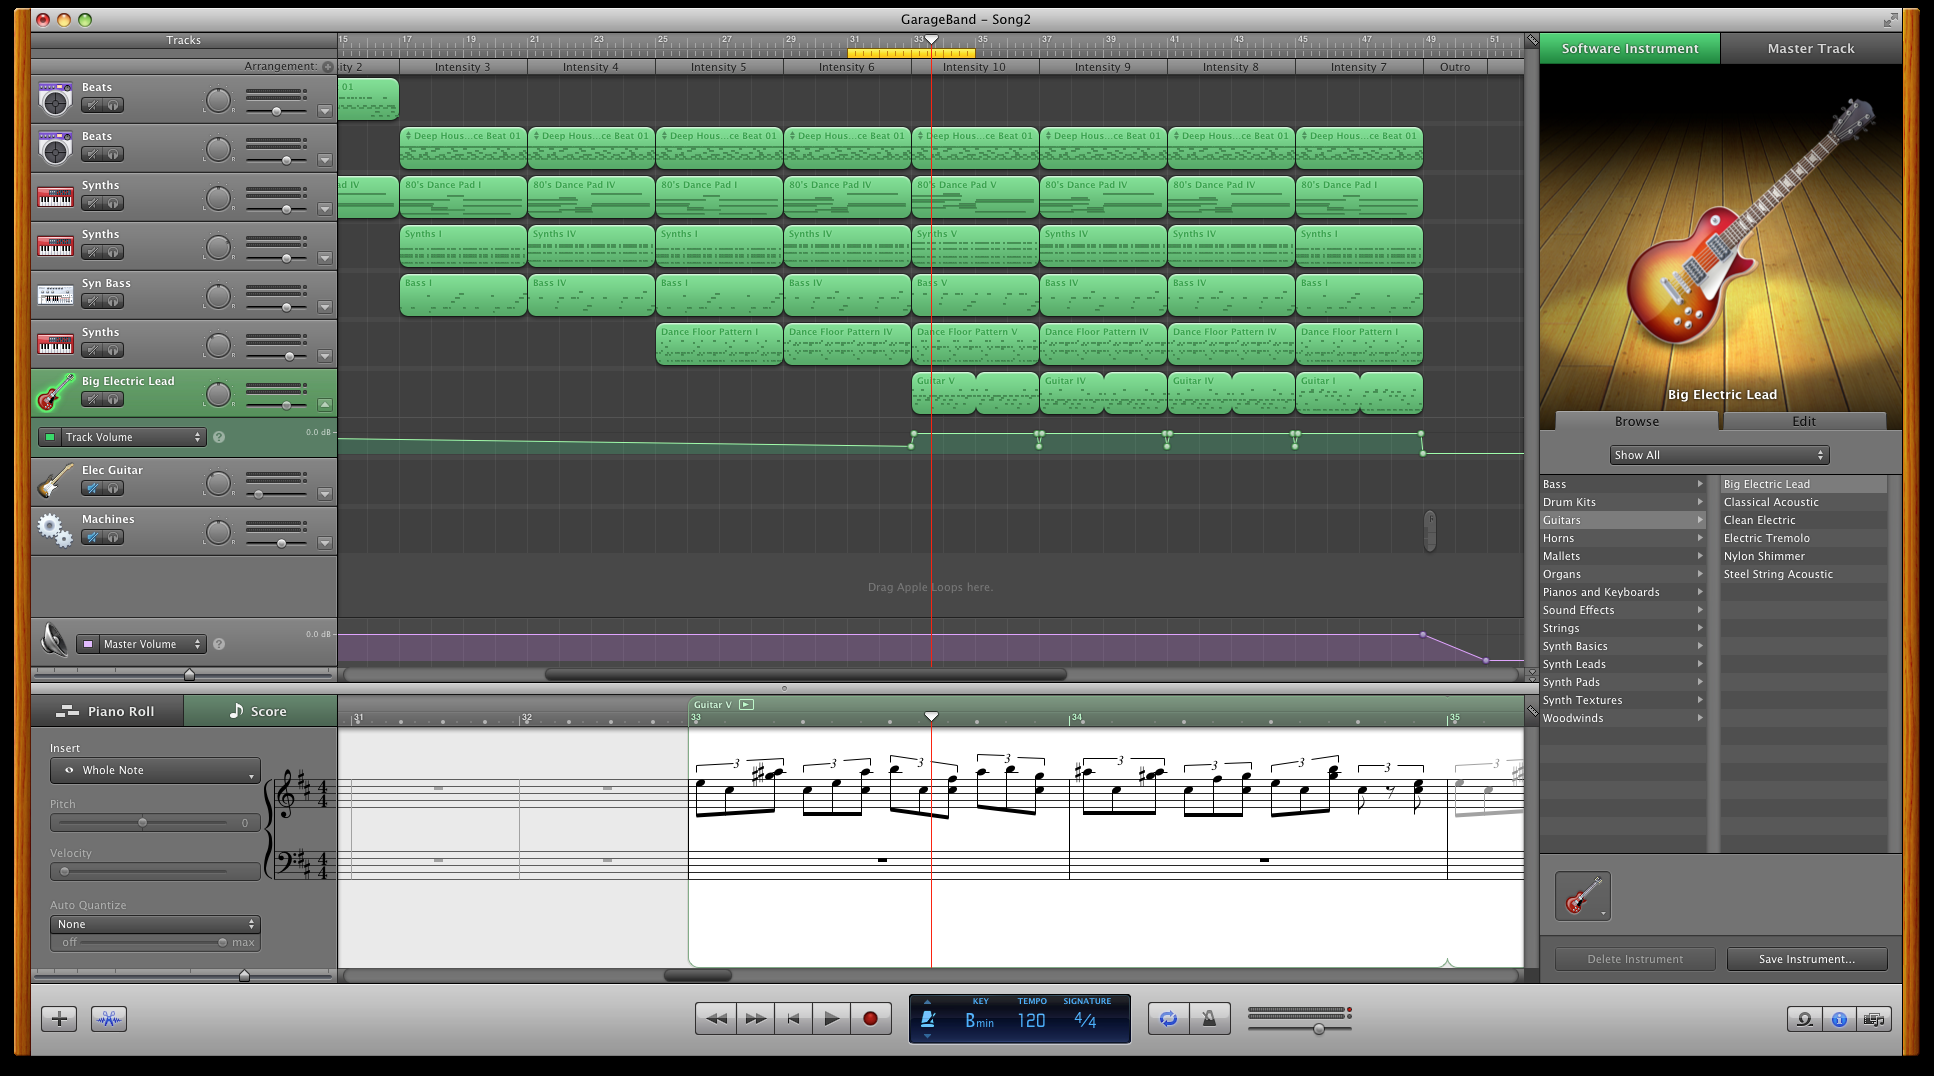 GarageBand – Song2
Tracks
15 17 19 21 23 25 27 29 31 33 35 37 39 41 43 45 47 49 51
Arrangement:
ity 2 Intensity 3 Intensity 4 Intensity 5 Intensity 6 Intensity 10 Intensity 9 Intensity 8 Intensity 7 Outro
Software Instrument Master Track
Beats
L R
01
Beats
L R
Deep Hous...ce Beat 01 Deep Hous...ce Beat 01 Deep Hous...ce Beat 01 Deep Hous...ce Beat 01 Deep Hous...ce Beat 01 Deep Hous...ce Beat 01 Deep Hous...ce Beat 01 Deep Hous...ce Beat 01
Synths
L R
ad IV 80's Dance Pad I 80's Dance Pad IV 80's Dance Pad I 80's Dance Pad IV 80's Dance Pad V 80's Dance Pad IV 80's Dance Pad IV 80's Dance Pad I
Synths
L R
Synths I Synths IV Synths I Synths IV Synths V Synths IV Synths IV Synths I
Syn Bass
L R
Bass I Bass IV Bass I Bass IV Bass V Bass IV Bass IV Bass I
Synths
L R
Dance Floor Pattern I Dance Floor Pattern IV Dance Floor Pattern V Dance Floor Pattern IV Dance Floor Pattern IV Dance Floor Pattern I
Big Electric Lead
L R
Guitar V Guitar IV Guitar IV Guitar I
Track Volume ? 0.0 dB
Elec Guitar
L R
Machines
L R
Drag Apple Loops here.
Master Volume ? 0.0 dB
Big Electric Lead
Browse Edit
Show All
Bass
Drum Kits
Guitars
Horns
Mallets
Organs
Pianos and Keyboards
Sound Effects
Strings
Synth Basics
Synth Leads
Synth Pads
Synth Textures
Woodwinds
Big Electric Lead
Classical Acoustic
Clean Electric
Electric Tremolo
Nylon Shimmer
Steel String Acoustic
Delete Instrument Save Instrument...
Piano Roll Score
Guitar V
31 32 33 34 35
Insert
Whole Note
Pitch
0
Velocity
Auto Quantize
None
off max
4
4
4
4
3 3 3 3 3 3 3 3 3
KEY TEMPO SIGNATURE
Bmin 120 4/4